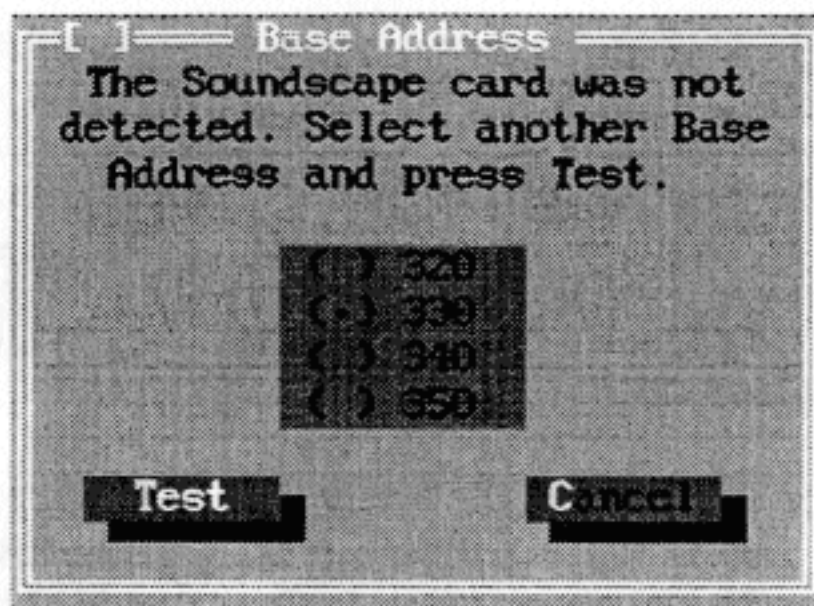 [ ] Base Address
The Soundscape card was not
detected. Select another Base
Address and press Test.
( ) 320
(•) 330
( ) 340
( ) 350
Test Cancel